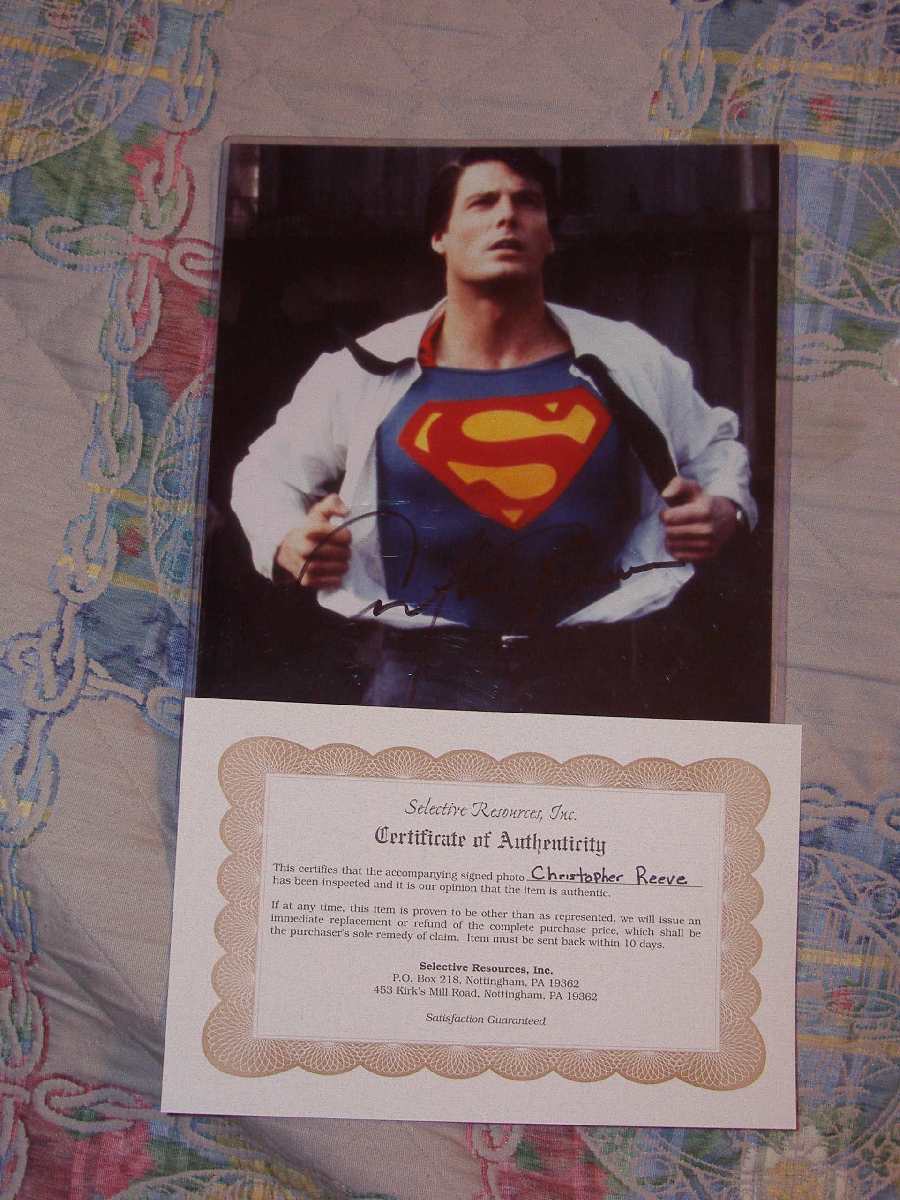 S
Selective Resources, Inc.
Certificate of Authenticity
This certifies that the accompanying signed photo Christopher Reeve
has been inspected and it is our opinion that the item is authentic.
If at any time, this item is proven to be other than as represented, we will issue an
immediate replacement or refund of the complete purchase price, which shall be
the purchaser's sole remedy of claim. Item must be sent back within 10 days.
Selective Resources, Inc.
P.O. Box 218, Nottingham, PA 19362
453 Kirk's Mill Road, Nottingham, PA 19362
Satisfaction Guaranteed